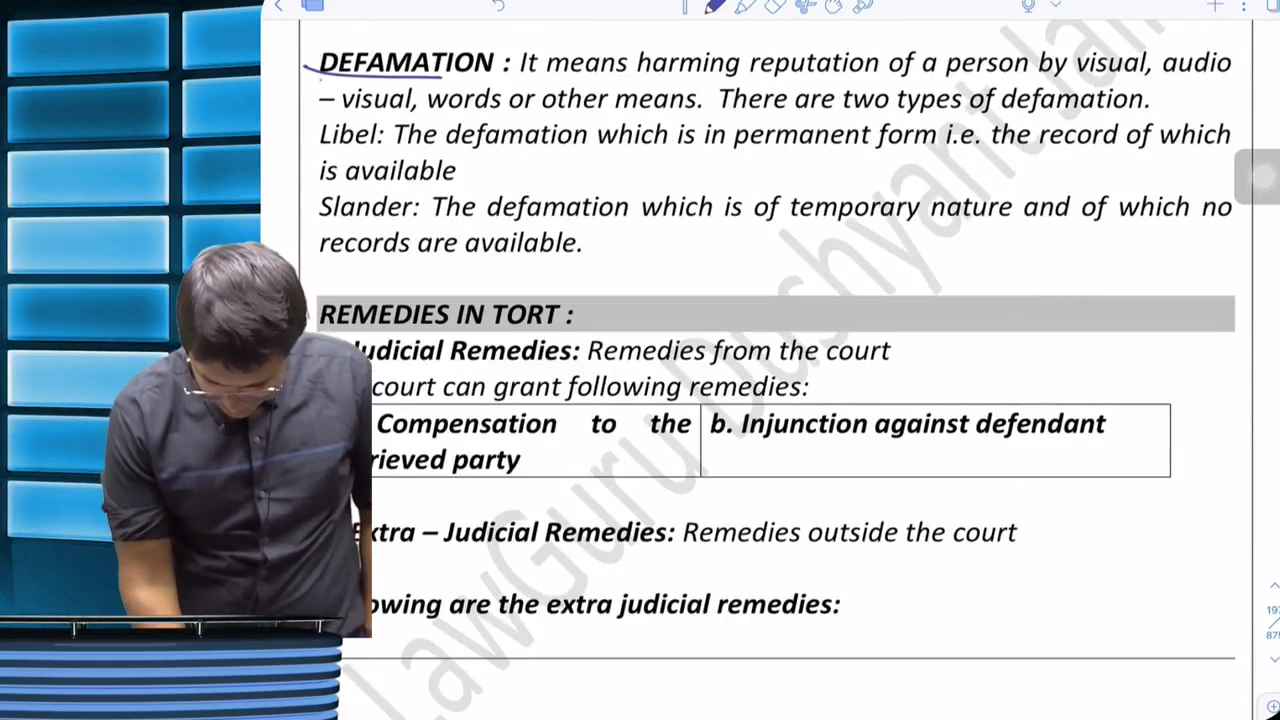 DEFAMATION : It means harming reputation of a person by visual, audio
– visual, words or other means. There are two types of defamation.
Libel: The defamation which is in permanent form i.e. the record of which
is available
Slander: The defamation which is of temporary nature and of which no
records are available.
REMEDIES IN TORT :
Judicial Remedies: Remedies from the court
court can grant following remedies:
Compensation to the
rieved party
b. Injunction against defendant
Extra – Judicial Remedies: Remedies outside the court
owing are the extra judicial remedies:
LawGuru Dushyant Jain